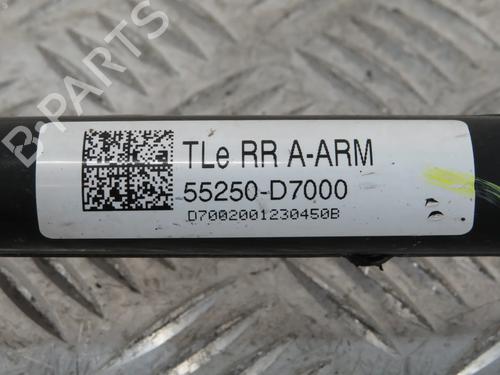 TLe RR A-ARM
55250-D7000
D7002001230450B
B-PARTS